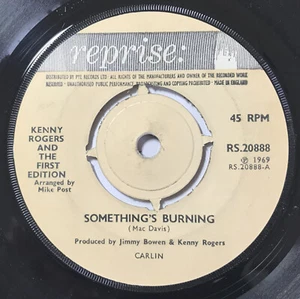 reprise:
DISTRIBUTED BY PYE RECORDS LTD · ALL RIGHTS OF THE MANUFACTURERS AND OWNER OF THE RECORDED WORK
RESERVED · UNAUTHORISED PUBLIC PERFORMANCE, BROADCASTING AND COPYING PROHIBITED · MADE IN ENGLAND
KENNY
ROGERS
AND
THE
FIRST
EDITION
Arranged by
Mike Post
45 RPM
RS.20888
℗ 1969
RS.20888-A
SOMETHING'S BURNING
(Mac Davis)
Produced by Jimmy Bowen & Kenny Rogers
CARLIN